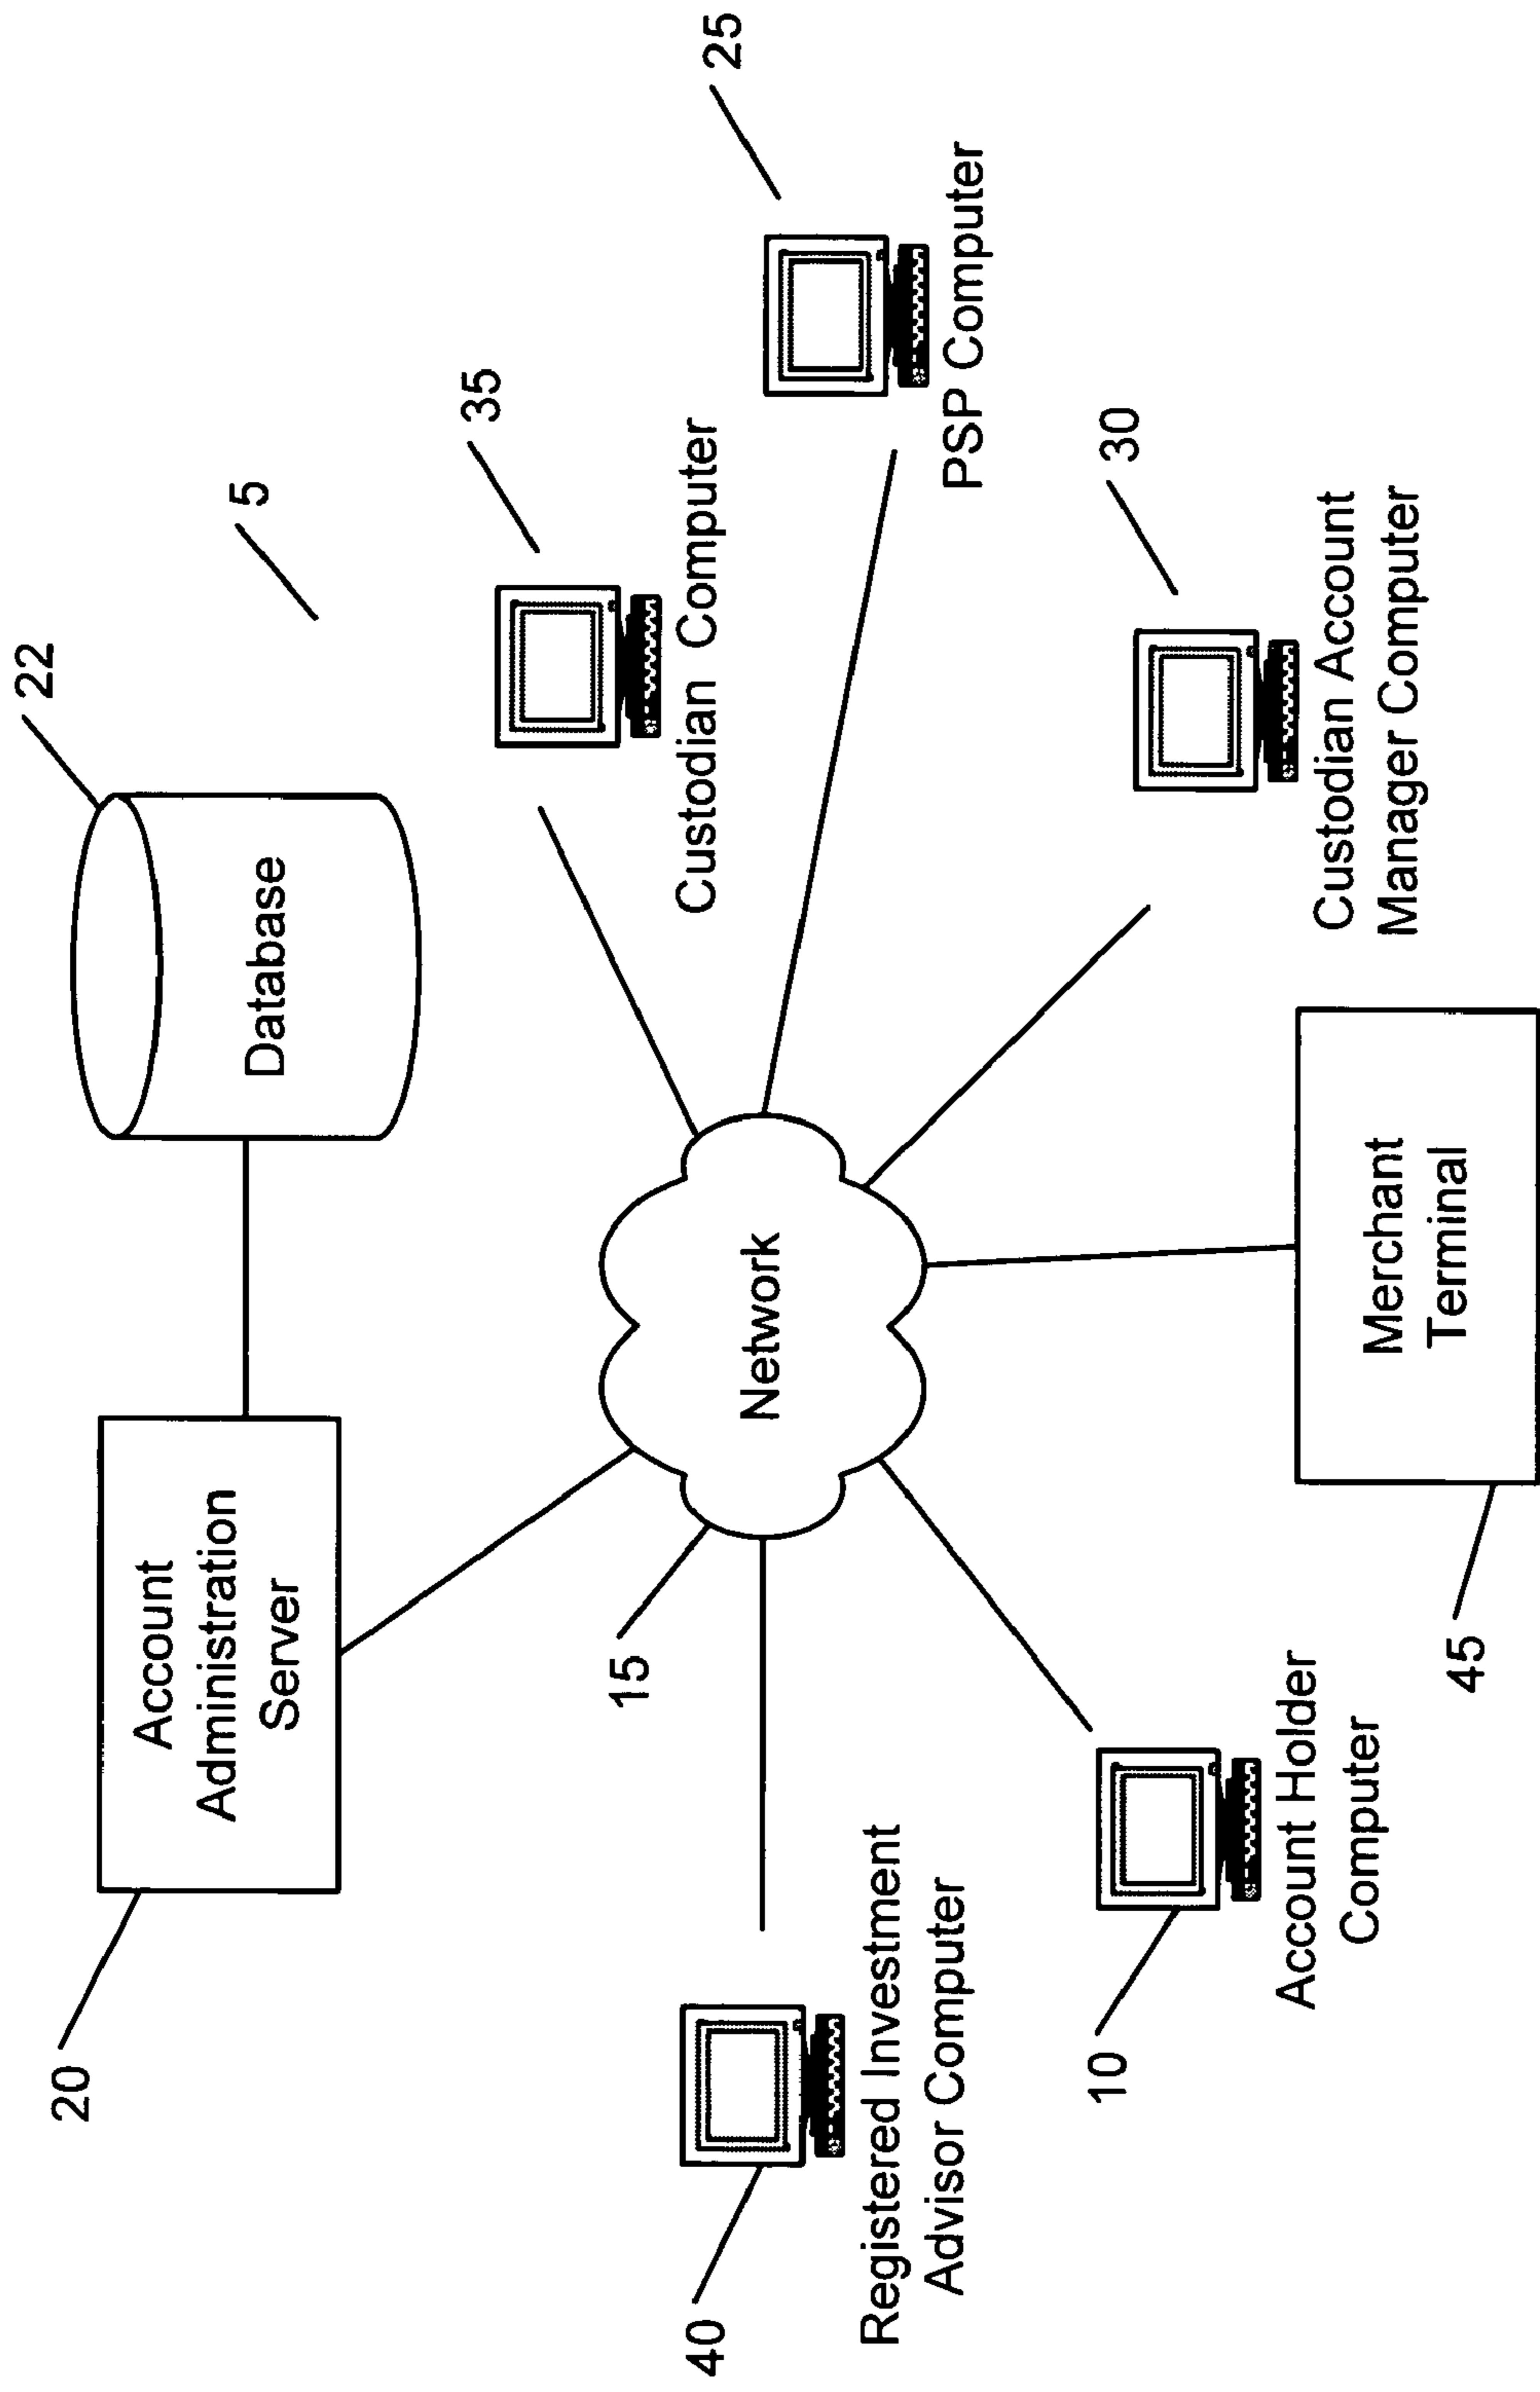 20
Account
Administration
Server
Database
22
5
35
Custodian Computer
25
PSP Computer
15
Network
40
Registered Investment
Advisor Computer
10
Account Holder
Computer
45
Merchant
Terminal
30
Custodian Account
Manager Computer